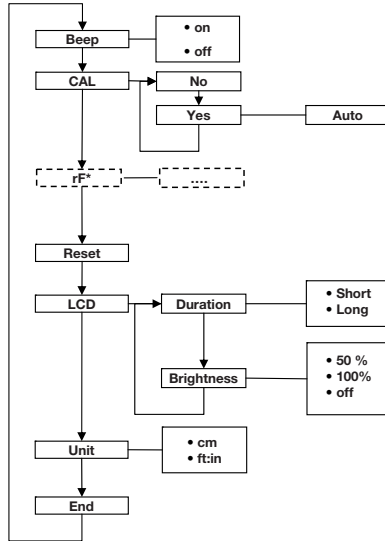 Beep
• on
• off
CAL
No
Yes
Auto
rF*
....
Reset
LCD
Duration
• Short
• Long
Brightness
• 50 %
• 100%
• off
Unit
• cm
• ft:in
End